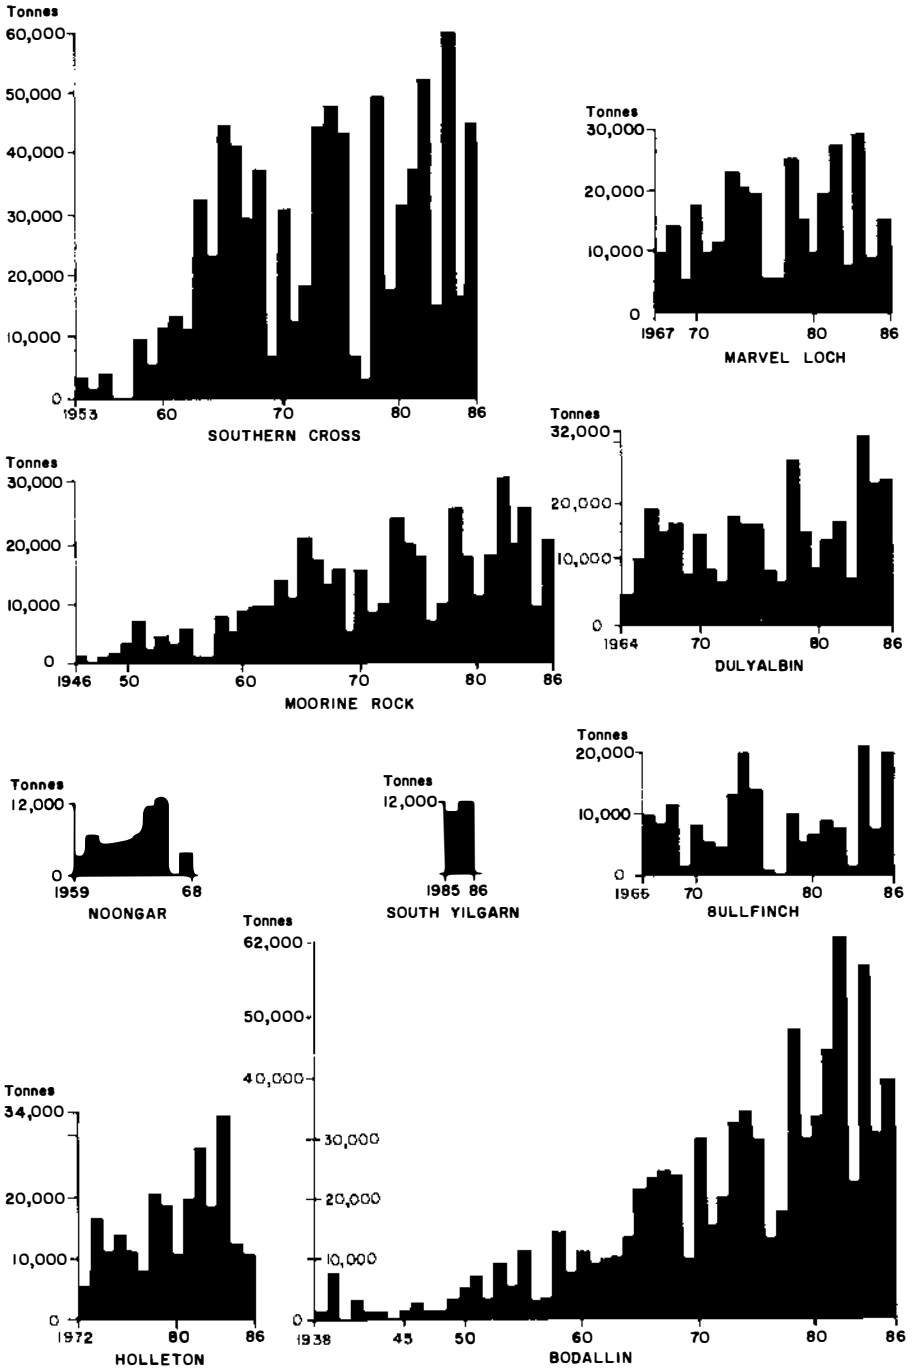 Tonnes
60,000
50,000
40,000
30,000
20,000
10,000
0
1953 60 70 80 86
SOUTHERN CROSS
Tonnes
30,000
20,000
10,000
0
1967 70 80 86
MARVEL LOCH
Tonnes
30,000
20,000
10,000
0
1946 50 60 70 80 86
MOORINE ROCK
Tonnes
32,000
20,000
10,000
0
1964 70 80 86
DULYALBIN
Tonnes
12,000
0
1959 68
NOONGAR
Tonnes
12,000
0
1985 86
SOUTH YILGARN
Tonnes
20,000
10,000
0
70 80 86
BULLFINCH
Tonnes
34,000
20,000
10,000
0
1972 80 86
HOLLETON
Tonnes
62,000
50,000
40,000
30,000
20,000
10,000
0
1938 45 50 60 70 80 86
BODALLIN